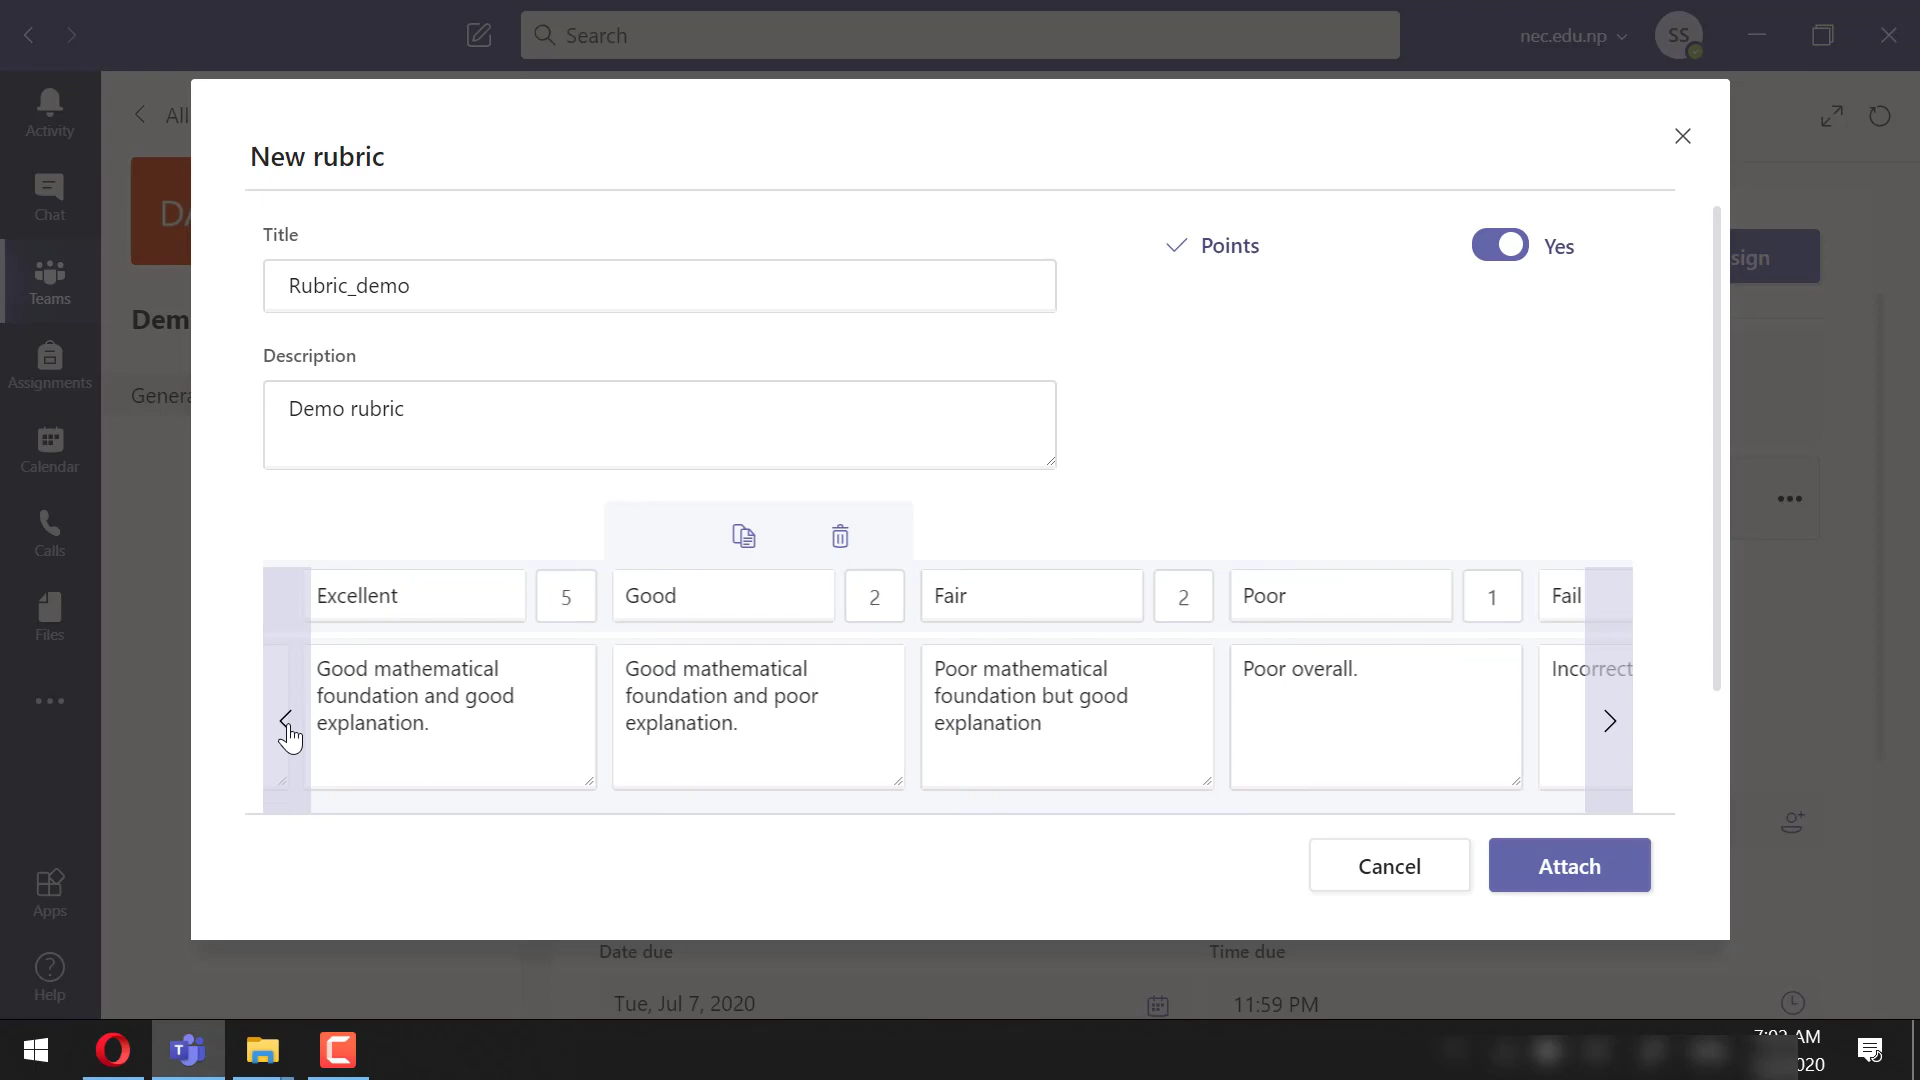 Search
nec.edu.np
SS
Activity
Chat
Teams
Assignments
Calendar
Calls
Files
Apps
Help
All
DA
Dem
Genera
sign
New rubric
Title
Points
Yes
Rubric_demo
Description
Demo rubric
Excellent 5 Good 2 Fair 2 Poor 1 Fail
Good mathematical
foundation and good
explanation.
Good mathematical
foundation and poor
explanation.
Poor mathematical
foundation but good
explanation
Poor overall.
Incorrect
Cancel
Attach
Date due
Time due
Tue, Jul 7, 2020
11:59 PM
AM
020